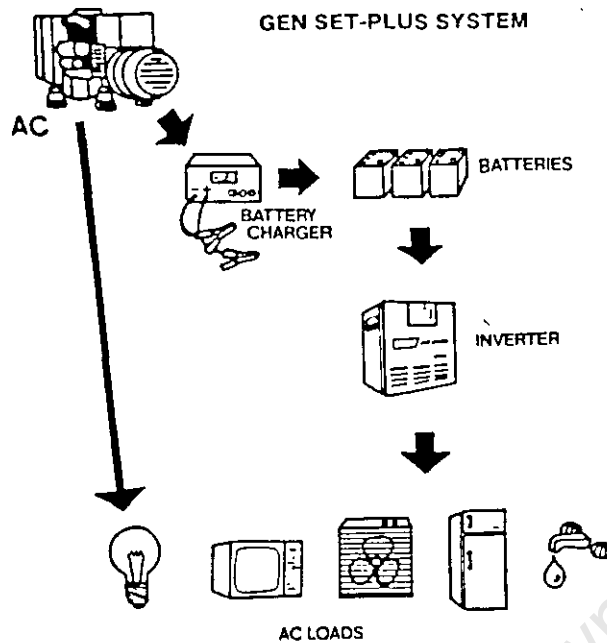 GEN SET-PLUS SYSTEM
AC
BATTERIES
BATTERY
CHARGER
INVERTER
AC LOADS